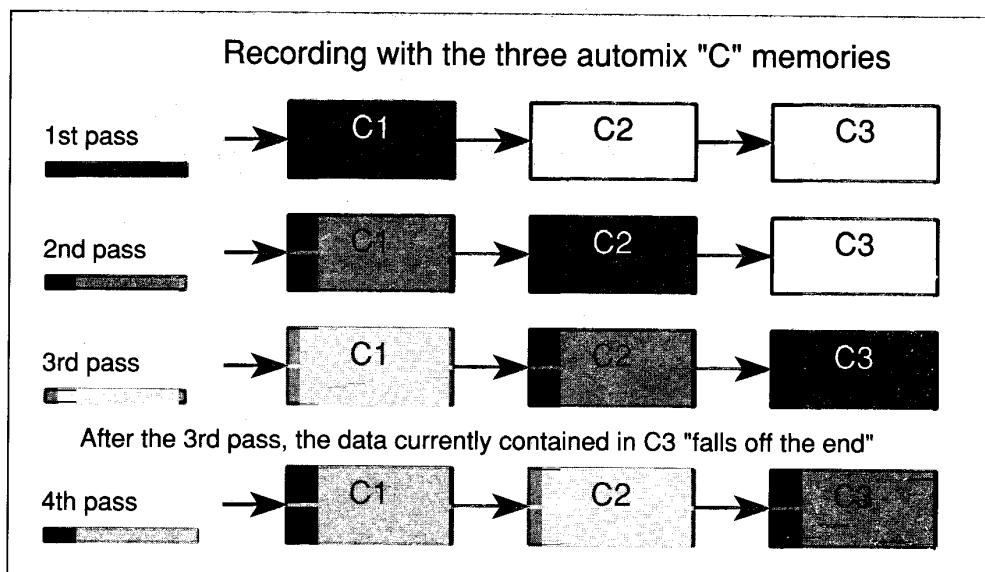 Recording with the three automix "C" memories
1st pass
C1
C2
C3
2nd pass
C1
C2
C3
3rd pass
C1
C2
C3
After the 3rd pass, the data currently contained in C3 "falls off the end"
4th pass
C1
C2
C3